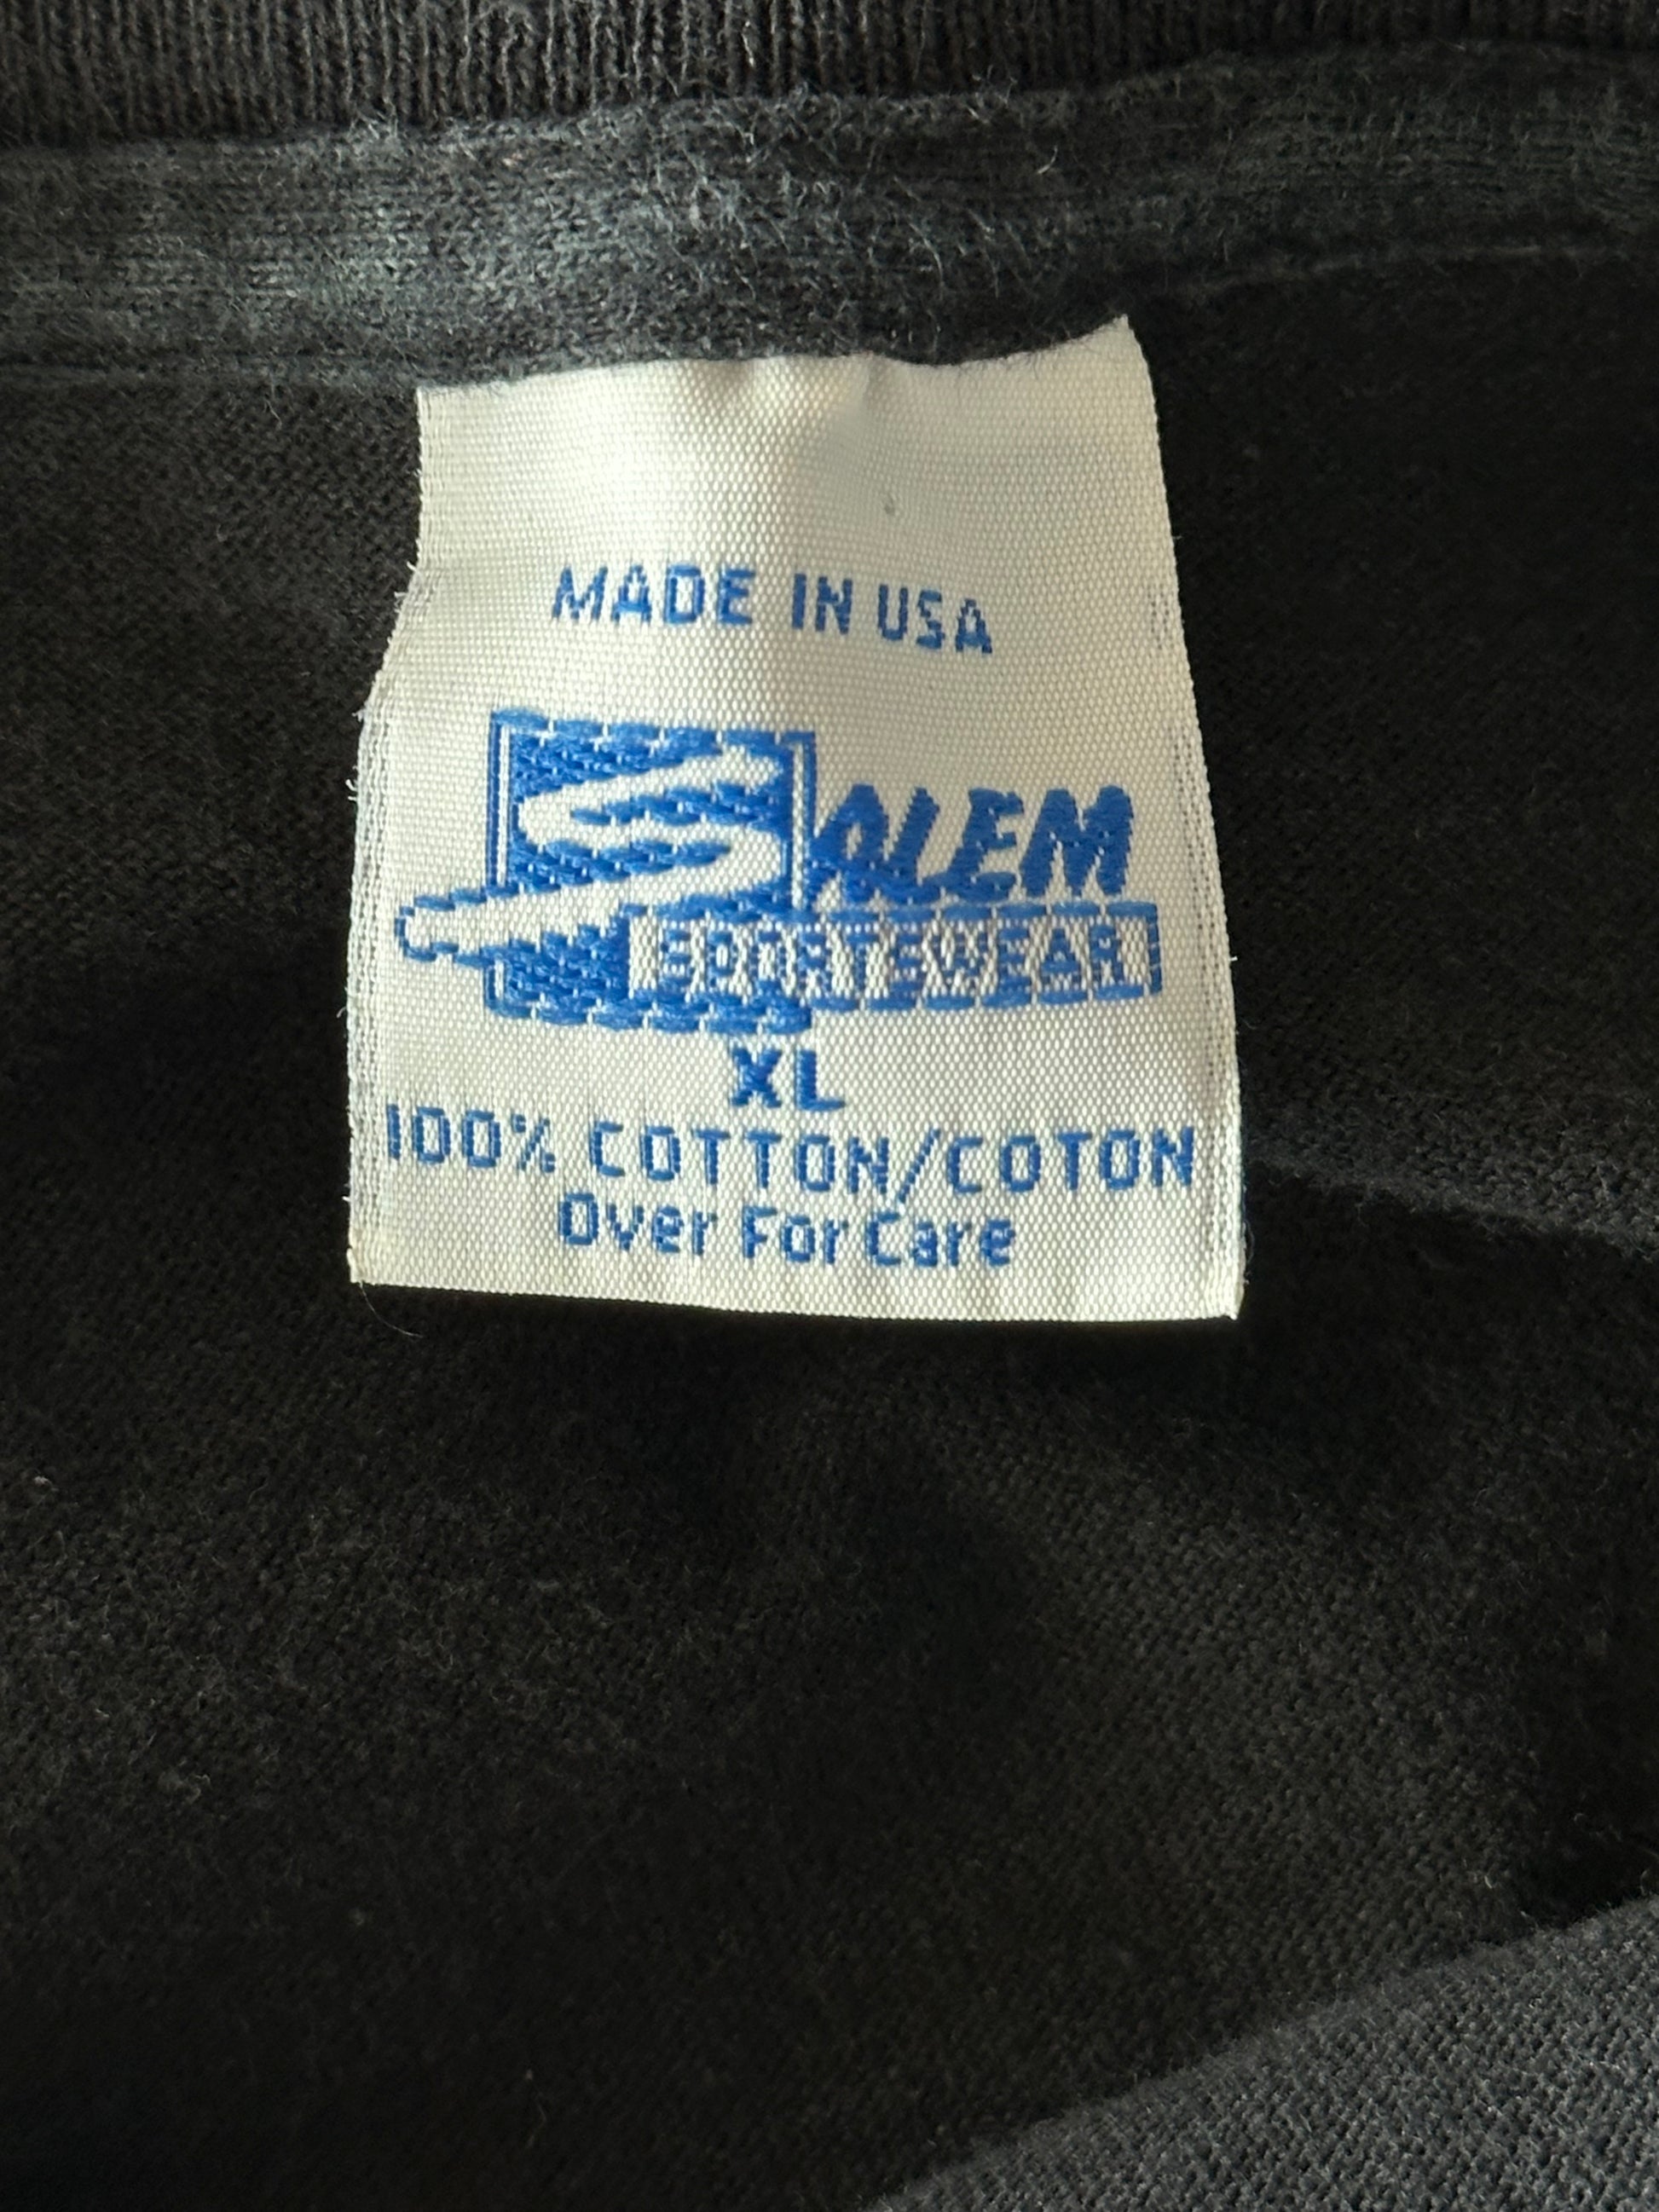 MADE IN USA
SALEM
SPORTSWEAR
XL
100% COTTON/COTON
Over For Care